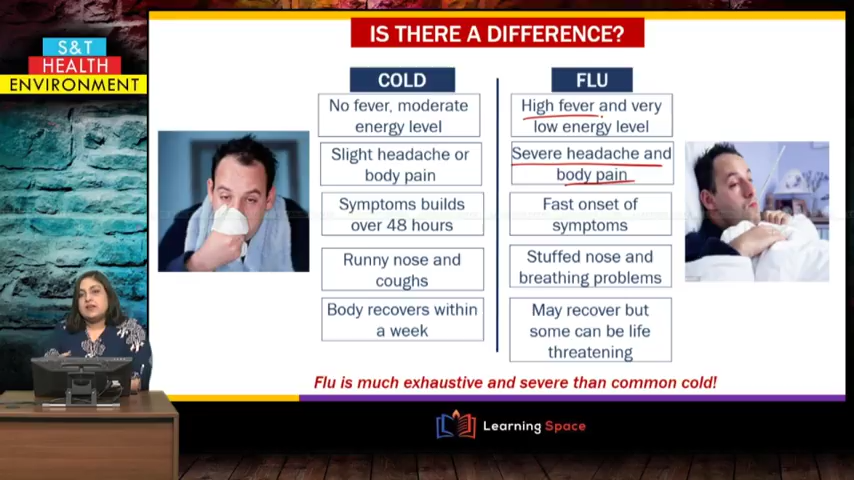 S&T
HEALTH
ENVIRONMENT
IS THERE A DIFFERENCE?
COLD
No fever, moderate
energy level
Slight headache or
body pain
Symptoms builds
over 48 hours
Runny nose and
coughs
Body recovers within
a week
FLU
High fever and very
low energy level
Severe headache and
body pain
Fast onset of
symptoms
Stuffed nose and
breathing problems
May recover but
some can be life
threatening
Flu is much exhaustive and severe than common cold!
Learning Space